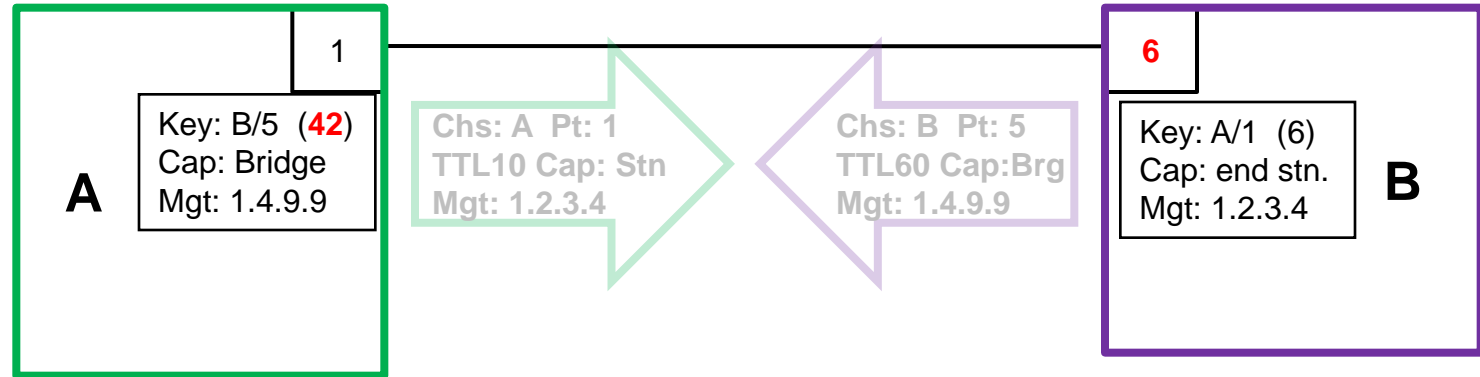 1
6
Key: B/5 (42)
Cap: Bridge
Mgt: 1.4.9.9
A
Chs: A Pt: 1
TTL10 Cap: Stn
Mgt: 1.2.3.4
Chs: B Pt: 5
TTL60 Cap:Brg
Mgt: 1.4.9.9
Key: A/1 (6)
Cap: end stn.
Mgt: 1.2.3.4
B